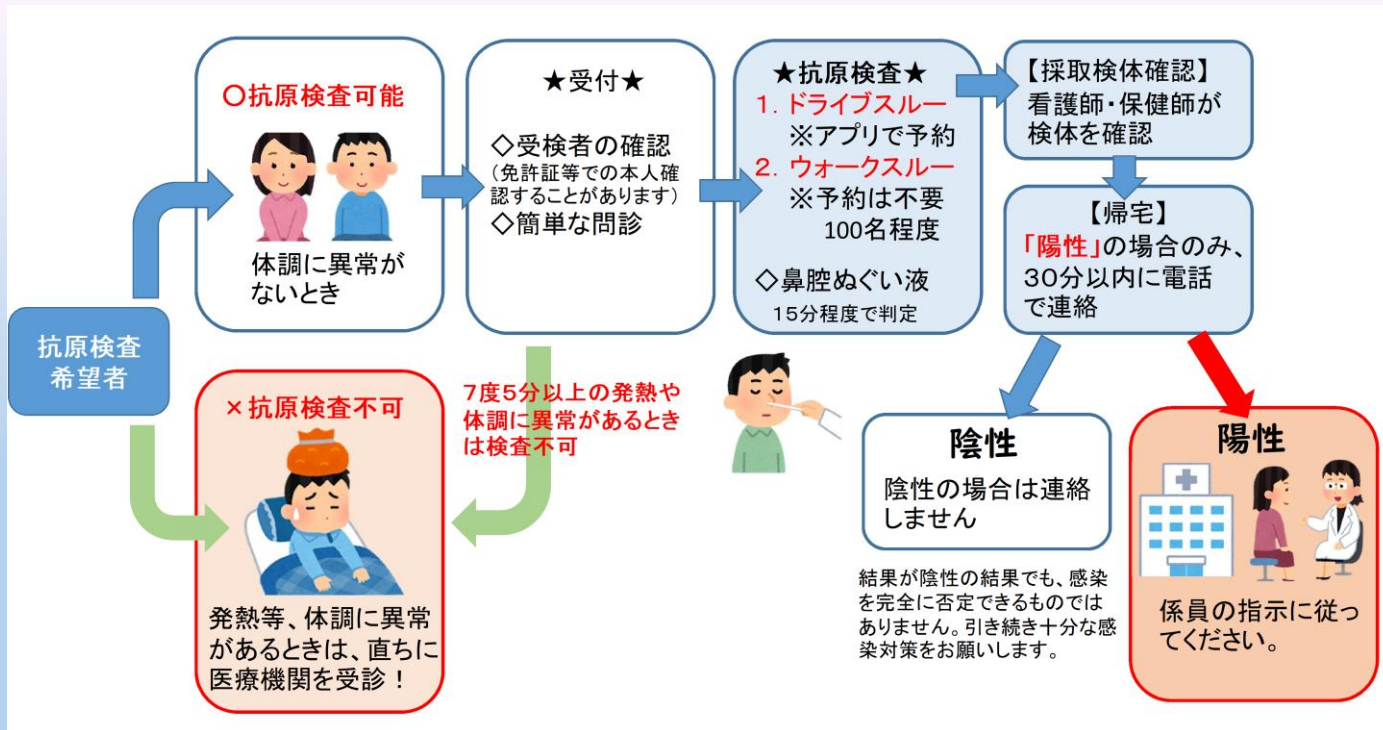 抗原検査
希望者
〇抗原検査可能
体調に異常が
ないとき
×抗原検査不可
発熱等、体調に異常
があるときは、直ちに
医療機関を受診！
★受付★
◇受検者の確認
（免許証等での本人確
認することがあります）
◇簡単な問診
7度5分以上の発熱や
体調に異常があるとき
は検査不可
★抗原検査★
1．ドライブスルー
※アプリで予約
2．ウォークスルー
※予約は不要
100名程度
◇鼻腔ぬぐい液
15分程度で判定
【採取検体確認】
看護師・保健師が
検体を確認
【帰宅】
「陽性」の場合のみ、
30分以内に電話
で連絡
陰性
陰性の場合は連絡
しません
結果が陰性の結果でも、感染
を完全に否定できるものでは
ありません。引き続き十分な感
染対策をお願いします。
陽性
係員の指示に従っ
てください。